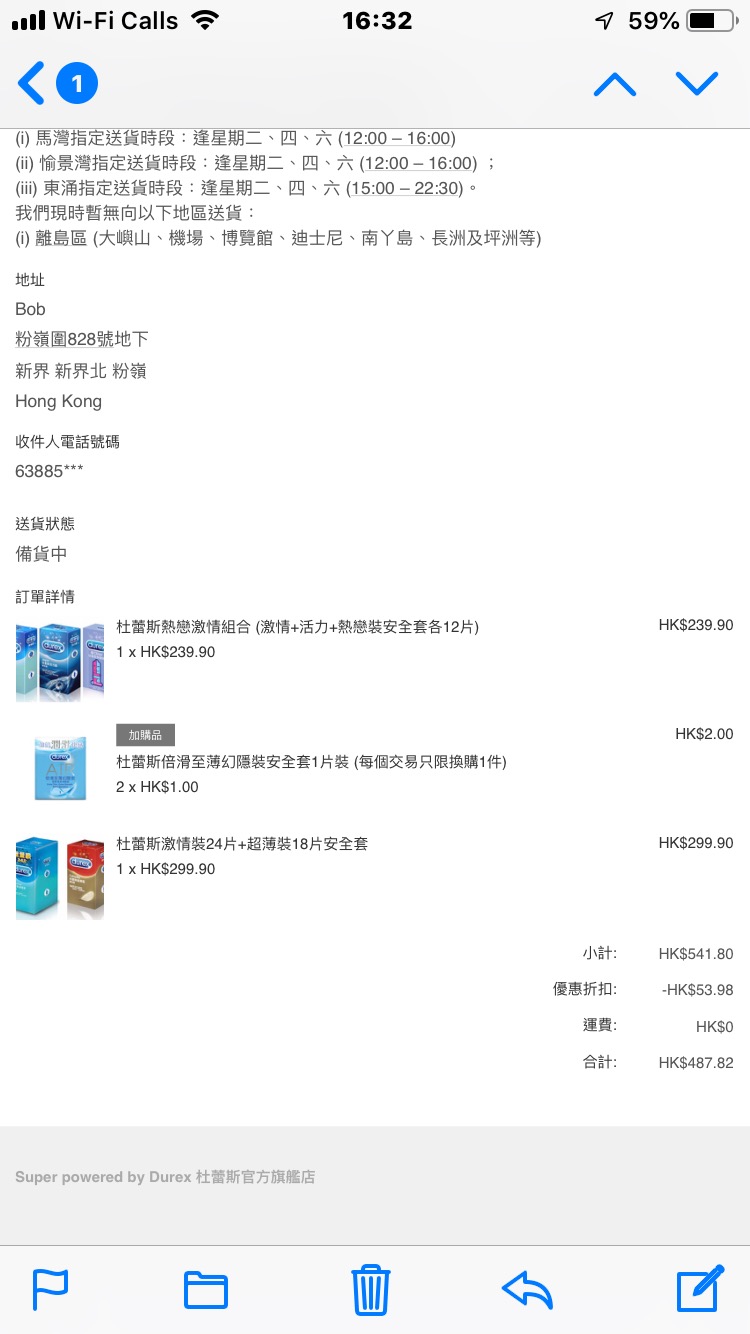 Wi-Fi Calls 16:32 59%
1
(i) 馬灣指定送貨時段：逢星期二、四、六 (12:00 – 16:00)
(ii) 愉景灣指定送貨時段：逢星期二、四、六 (12:00 – 16:00) ；
(iii) 東涌指定送貨時段：逢星期二、四、六 (15:00 – 22:30)。
我們現時暫無向以下地區送貨：
(i) 離島區 (大嶼山、機場、博覽館、迪士尼、南丫島、長洲及坪洲等)
地址
Bob
粉嶺圍828號地下
新界 新界北 粉嶺
Hong Kong
收件人電話號碼
63885***
送貨狀態
備貨中
訂單詳情
杜蕾斯熱戀激情組合 (激情+活力+熱戀裝安全套各12片) HK$239.90
1 x HK$239.90
加購品 HK$2.00
杜蕾斯倍滑至薄幻隱裝安全套1片裝 (每個交易只限換購1件)
2 x HK$1.00
杜蕾斯激情裝24片+超薄裝18片安全套 HK$299.90
1 x HK$299.90
小計: HK$541.80
優惠折扣: -HK$53.98
運費: HK$0
合計: HK$487.82
Super powered by Durex 杜蕾斯官方旗艦店